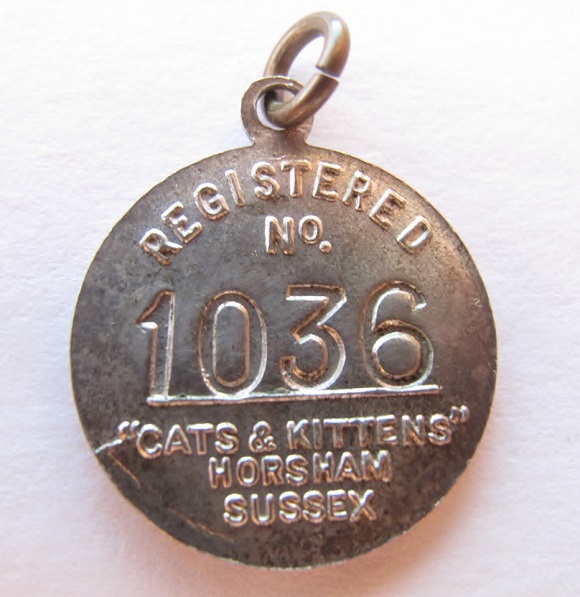 REGISTERED
No.
1036
"CATS & KITTENS"
HORSHAM
SUSSEX